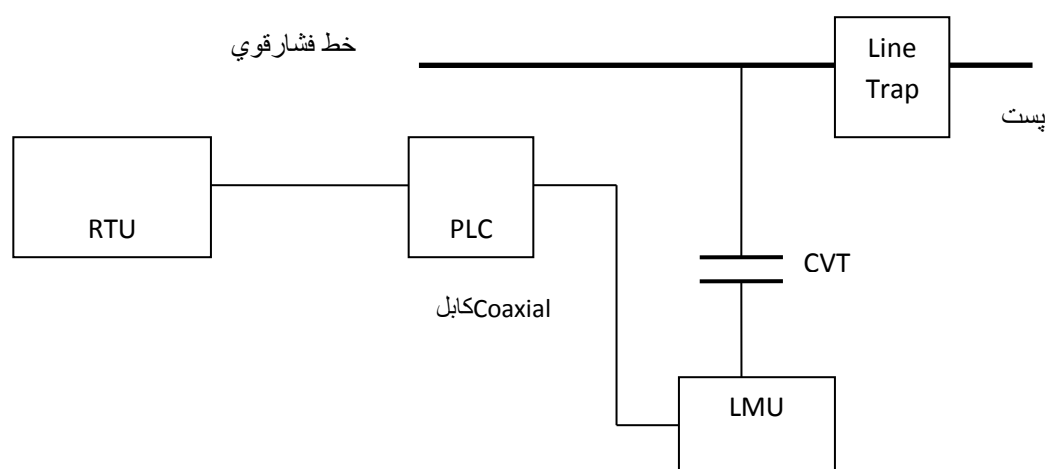 خط فشارقوي
Line
Trap
پست
RTU
PLC
CVT
کابلCoaxial
LMU